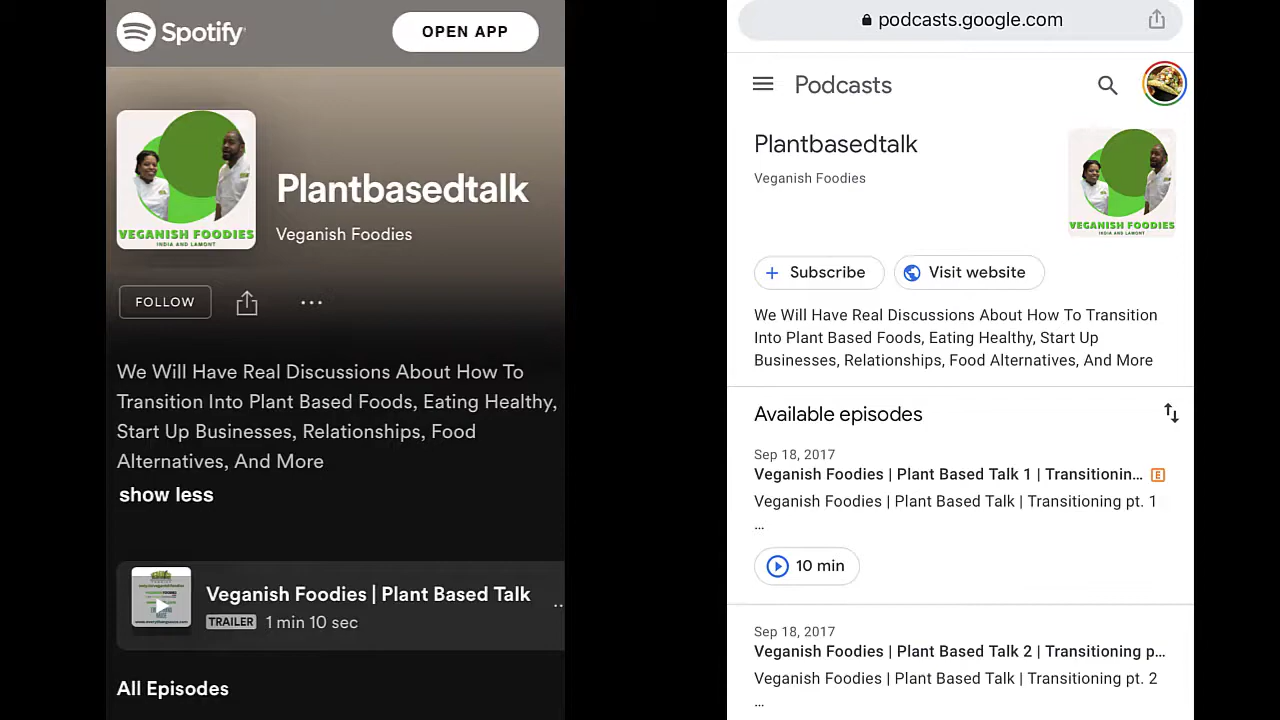 Spotify
OPEN APP
VEGANISH FOODIES
INDIA AND LAMONT
Plantbasedtalk
Veganish Foodies
FOLLOW
We Will Have Real Discussions About How To
Transition Into Plant Based Foods, Eating Healthy,
Start Up Businesses, Relationships, Food
Alternatives, And More
show less
Veganish Foodies | Plant Based Talk
TRAILER 1 min 10 sec
All Episodes
podcasts.google.com
Podcasts
Plantbasedtalk
Veganish Foodies
VEGANISH FOODIES
INDIA AND LAMONT
Subscribe
Visit website
We Will Have Real Discussions About How To Transition
Into Plant Based Foods, Eating Healthy, Start Up
Businesses, Relationships, Food Alternatives, And More
Available episodes
Sep 18, 2017
Veganish Foodies | Plant Based Talk 1 | Transitionin... E
Veganish Foodies | Plant Based Talk | Transitioning pt. 1
...
10 min
Sep 18, 2017
Veganish Foodies | Plant Based Talk 2 | Transitioning p...
Veganish Foodies | Plant Based Talk | Transitioning pt. 2
...